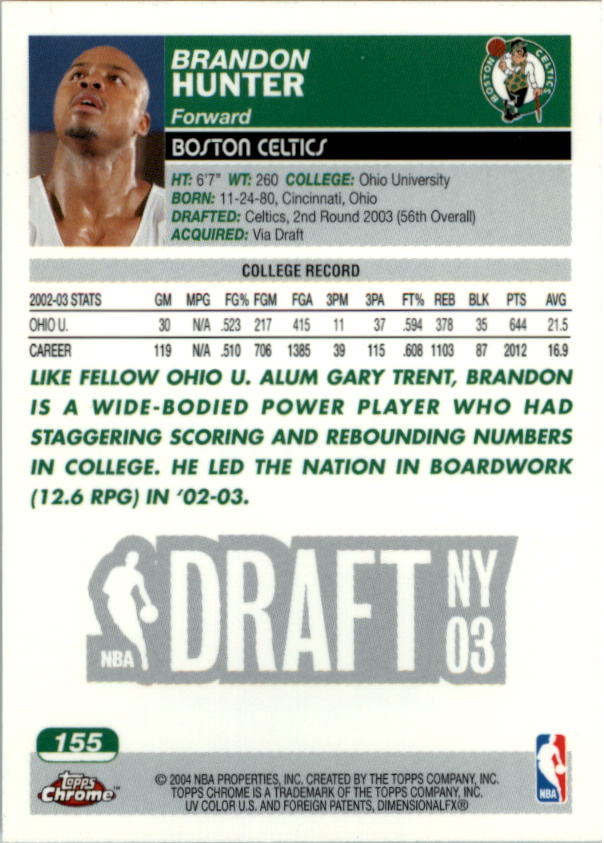 BRANDON
HUNTER
Forward
BOSTON CELTICS
BOSTON CELTICS
HT: 6'7" WT: 260 COLLEGE: Ohio University
BORN: 11-24-80, Cincinnati, Ohio
DRAFTED: Celtics, 2nd Round 2003 (56th Overall)
ACQUIRED: Via Draft
COLLEGE RECORD
2002-03 STATS GM MPG FG% FGM FGA 3PM 3PA FT% REB BLK PTS AVG
OHIO U. 30 N/A .523 217 415 11 37 .594 378 35 644 21.5
CAREER 119 N/A .510 706 1385 39 115 .608 1103 87 2012 16.9
LIKE FELLOW OHIO U. ALUM GARY TRENT, BRANDON
IS A WIDE-BODIED POWER PLAYER WHO HAD
STAGGERING SCORING AND REBOUNDING NUMBERS
IN COLLEGE. HE LED THE NATION IN BOARDWORK
(12.6 RPG) IN '02-03.
NBA DRAFT NY
03
155
Topps
Chrome™
© 2004 NBA PROPERTIES, INC. CREATED BY THE TOPPS COMPANY, INC.
TOPPS CHROME IS A TRADEMARK OF THE TOPPS COMPANY, INC.
UV COLOR U.S. AND FOREIGN PATENTS, DIMENSIONALFX®
NBA